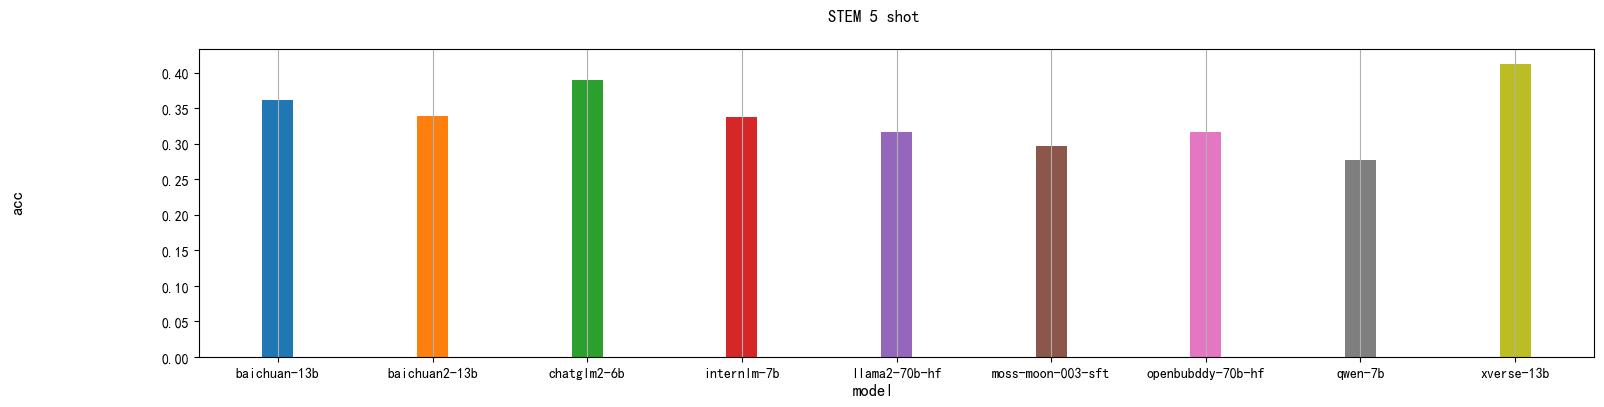 STEM 5 shot
acc
0.40
0.35
0.30
0.25
0.20
0.15
0.10
0.05
0.00
baichuan-13b baichuan2-13b chatglm2-6b internlm-7b llama2-70b-hf moss-moon-003-sft openbubddy-70b-hf qwen-7b xverse-13b
model